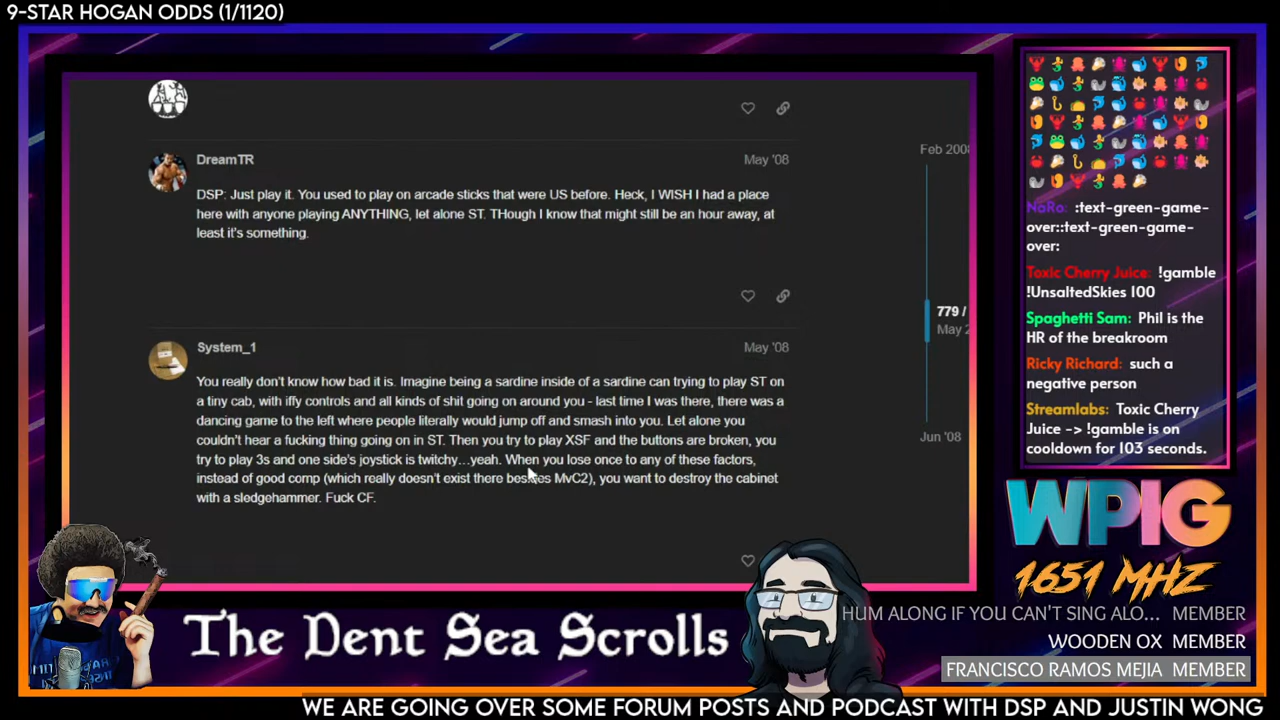 9-STAR HOGAN ODDS (1/1120)
DreamTR
May '08
DSP: Just play it. You used to play on arcade sticks that were US before. Heck, I WISH I had a place
here with anyone playing ANYTHING, let alone ST. THough I know that might still be an hour away, at
least it's something.
System_1
May '08
You really don't know how bad it is. Imagine being a sardine inside of a sardine can trying to play ST on
a tiny cab, with iffy controls and all kinds of shit going on around you - last time I was there, there was a
dancing game to the left where people literally would jump off and smash into you. Let alone you
couldn't hear a fucking thing going on in ST. Then you try to play XSF and the buttons are broken, you
try to play 3s and one side's joystick is twitchy…yeah. When you lose once to any of these factors,
instead of good comp (which really doesn't exist there besides MvC2), you want to destroy the cabinet
with a sledgehammer. Fuck CF.
Feb 2008
779 /
May 2
Jun '08
NaRo: :text-green-game-
over::text-green-game-
over:
Toxic Cherry Juice: !gamble
!UnsaltedSkies 100
Spaghetti Sam: Phil is the
HR of the breakroom
Ricky Richard: such a
negative person
Streamlabs: Toxic Cherry
Juice -> !gamble is on
cooldown for 103 seconds.
WPIG
1651 MHZ
HUM ALONG IF YOU CAN'T SING ALO... MEMBER
WOODEN OX MEMBER
FRANCISCO RAMOS MEJIA MEMBER
The Dent Sea Scrolls
WE ARE GOING OVER SOME FORUM POSTS AND PODCAST WITH DSP AND JUSTIN WONG